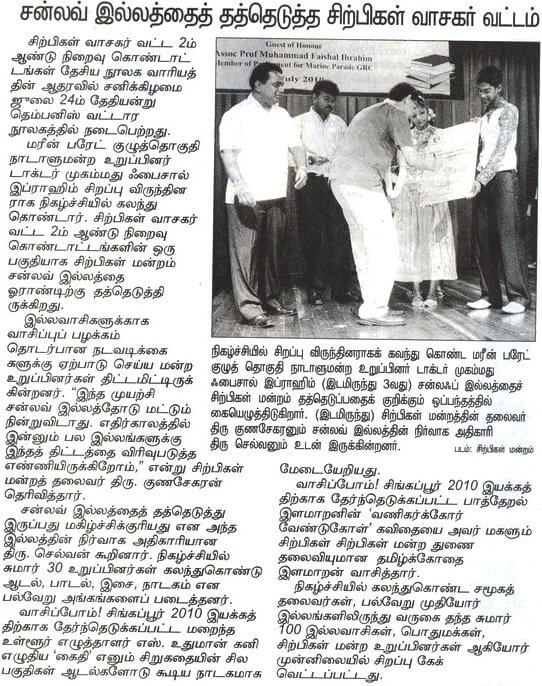 சன்லவ் இல்லத்தைத் தத்தெடுத்த சிற்பிகள் வாசகர் வட்டம்
சிற்பிகள் வாசகர் வட்ட 2ம்
ஆண்டு நிறைவு கொண்டாட்
டங்கள் தேசிய நூலக வாரியத்
தின் ஆதரவில் சனிக்கிழமை
ஜுலை 24ம் தேதியன்று
தெம்பனிஸ் வட்டார
நூலகத்தில் நடைபெற்றது.
மரீன் பரேட் குழுத்தொகுதி
நாடாளுமன்ற உறுப்பினர்
டாக்டர் முகம்மது ஃபைசால்
இப்ராஹிம் சிறப்பு விருந்தின
ராக நிகழ்ச்சியில் கலந்து
கொண்டார். சிற்பிகள் வாசகர்
வட்ட 2ம் ஆண்டு நிறைவு
கொண்டாட்டங்களின் ஒரு
பகுதியாக சிற்பிகள் மன்றம்
சன்லவ் இல்லத்தை
ஓராண்டிற்கு தத்தெடுத்தி
ருக்கிறது.
இல்லவாசிகளுக்காக
வாசிப்புப் பழக்கம்
தொடர்பான நடவடிக்கை
களுக்கு ஏற்பாடு செய்ய மன்ற
உறுப்பினர்கள் திட்டமிட்டிருக்
கின்றனர். “இந்த முயற்சி
சன்லவ் இல்லத்தோடு மட்டும்
நின்றுவிடாது. எதிர்காலத்தில்
இன்னும் பல இல்லங்களுக்கு
இந்தத் திட்டத்தை விரிவுபடுத்த
எண்ணியிருக்கிறோம்,” என்று சிற்பிகள்
மன்றத் தலைவர் திரு. குணசேகரன்
தெரிவித்தார்.
சன்லவ் இல்லத்தைத் தத்தெடுத்து
இருப்பது மகிழ்ச்சிக்குரியது என அந்த
இல்லத்தின் நிர்வாக அதிகாரியான
திரு. செல்வன் கூறினார். நிகழ்ச்சியில்
சுமார் 30 உறுப்பினர்கள் கலந்துகொண்டு
ஆடல், பாடல், இசை, நாடகம் என
பல்வேறு அங்கங்களைப் படைத்தனர்.
வாசிப்போம்! சிங்கப்பூர் 2010 இயக்கத்
திற்காக தேர்ந்தெடுக்கப்பட்ட மறைந்த
உள்ளூர் எழுத்தாளர் எஸ். உதுமான் கனி
எழுதிய ‘கைதி’ எனும் சிறுகதையின் சில
பகுதிகள் ஆடல்களோடு கூடிய நாடகமாக
Guest of Honour
Assoc Prof Muhammad Faishal Ibrahim
Member of Parliament for Marine Parade GRC
July 2010
நிகழ்ச்சியில் சிறப்பு விருந்தினராகக் கலந்து கொண்ட மரீன் பரேட்
குழுத் தொகுதி நாடாளுமன்ற உறுப்பினர் டாக்டர் முகம்மது
ஃபைசால் இப்ராஹிம் (இடமிருந்து 3வது) சன்லஃப் இல்லத்தைச்
சிற்பிகள் மன்றம் தத்தெடுப்பதைக் குறிக்கும் ஒப்பந்தத்தில்
கையெழுத்திடுகிறார். (இடமிருந்து) சிற்பிகள் மன்றத்தின் தலைவர்
திரு குணசேகரனும் சன்லவ் இல்லத்தின் நிர்வாக அதிகாரி
திரு செல்வனும் உடன் இருக்கின்றனர்.
படம்: சிற்பிகள் மன்றம்
மேடையேறியது.
வாசிப்போம்! சிங்கப்பூர் 2010 இயக்கத்
திற்காக தேர்ந்தெடுக்கப்பட்ட பாத்தேறல்
இளமாறனின் ‘வணிகர்க்கோர்
வேண்டுகோள்’ கவிதையை அவர் மகளும்
சிற்பிகள் சிற்பிகள் மன்ற துணை
தலைவியுமான தமிழ்க்கோதை
இளமாறன் வாசித்தார்.
நிகழ்ச்சியில் கலந்துகொண்ட சமூகத்
தலைவர்கள், பல்வேறு முதியோர்
இல்லங்களிலிருந்து வருகை தந்த சுமார்
100 இல்லவாசிகள், பொதுமக்கள்,
சிற்பிகள் மன்ற உறுப்பினர்கள் ஆகியோர்
முன்னிலையில் சிறப்பு கேக்
வெட்டப்பட்டது.